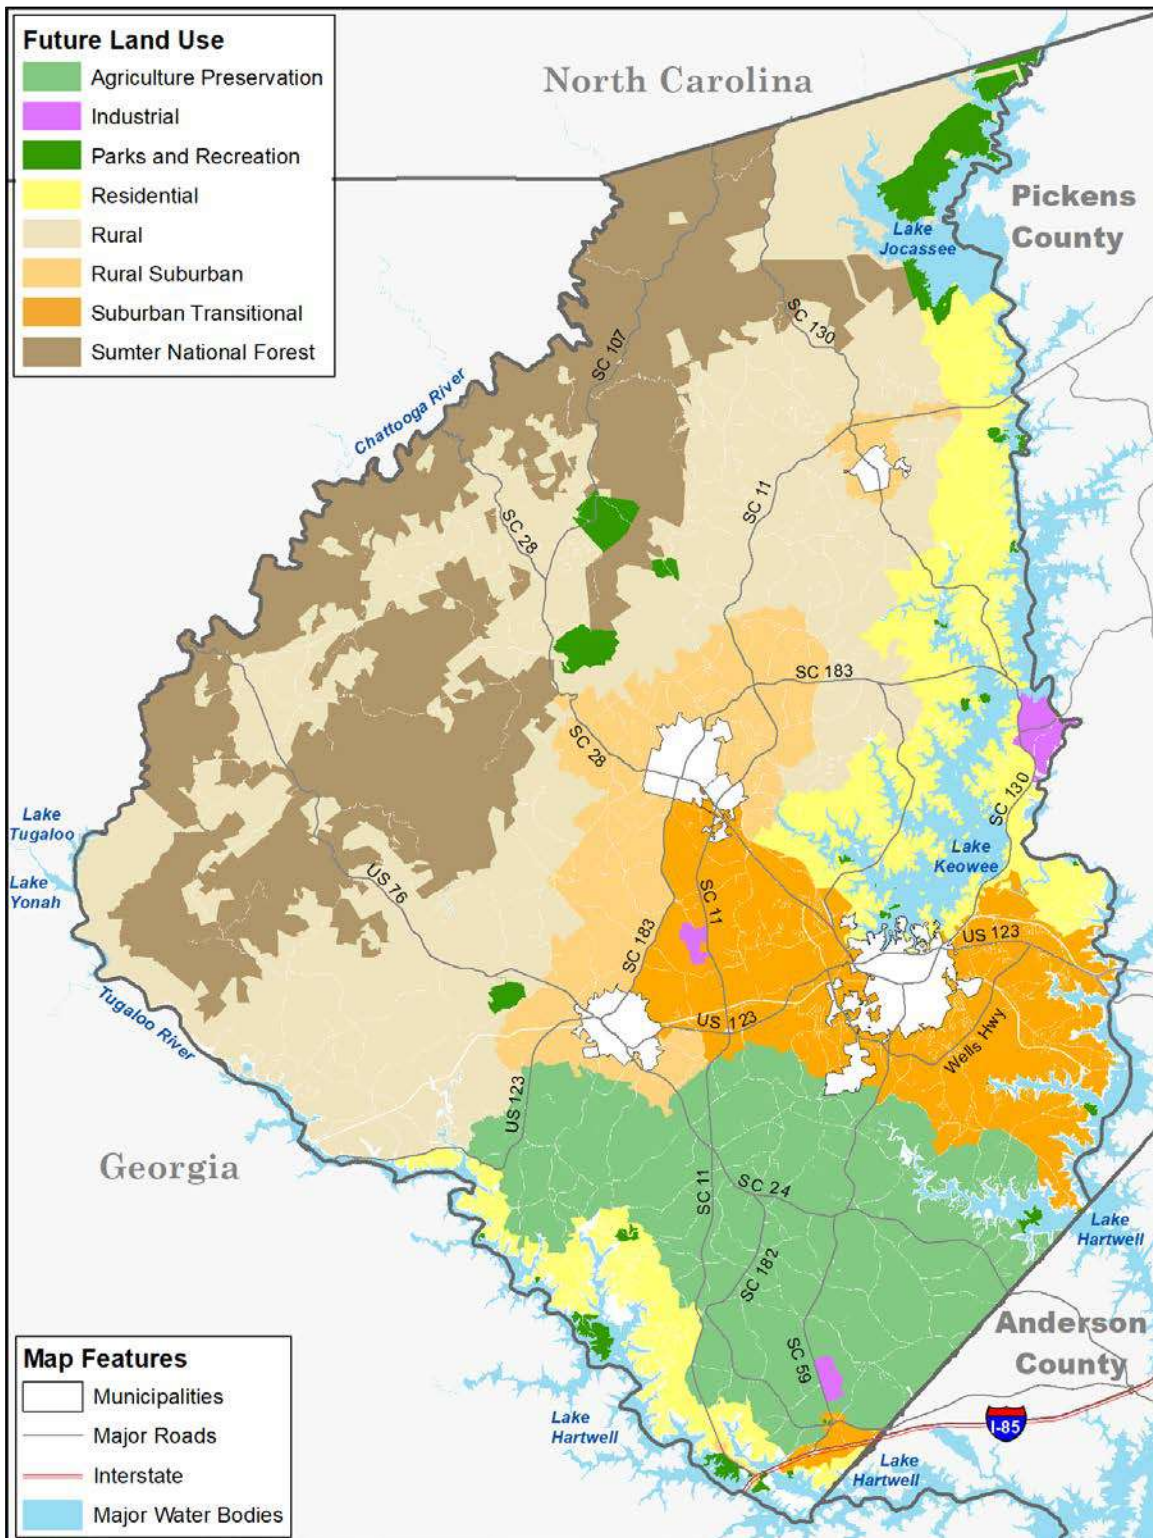 Future Land Use
Agriculture Preservation
Industrial
Parks and Recreation
Residential
Rural
Rural Suburban
Suburban Transitional
Sumter National Forest
North Carolina
Pickens
County
Lake
Jocassee
SC 130
SC 107
Chattooga River
SC 11
SC 28
SC 183
SC 28
SC 130
Lake
Tugaloo
Lake
Keowee
Lake
Yonah
US 76
SC 11
SC 183
US 123
Tugaloo River
US 123
Wells Hwy
US 123
Georgia
SC 11
SC 24
Lake
Hartwell
SC 182
Anderson
County
SC 59
Map Features
Municipalities
Major Roads
Interstate
Major Water Bodies
Lake
Hartwell
I-85
Lake
Hartwell